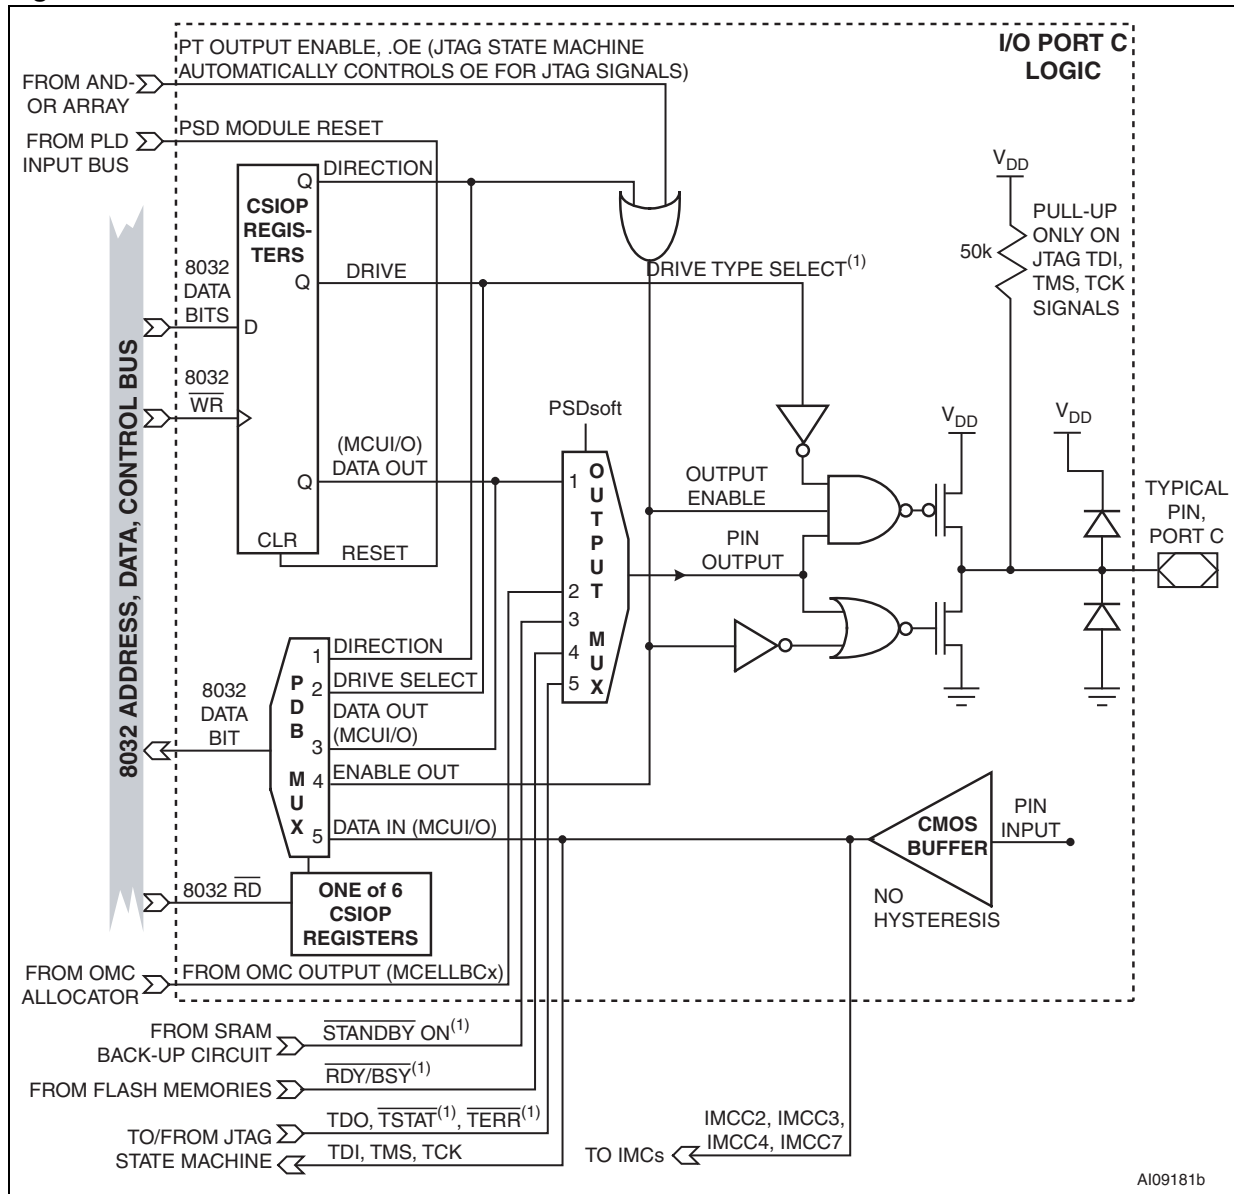 PT OUTPUT ENABLE, .OE (JTAG STATE MACHINE
AUTOMATICALLY CONTROLS OE FOR JTAG SIGNALS)
I/O PORT C
LOGIC
FROM AND-
OR ARRAY
FROM PLD
INPUT BUS
PSD MODULE RESET
DIRECTION
Q
CSIOP
REGIS-
TERS
VDD
PULL-UP
ONLY ON
JTAG TDI,
TMS, TCK
SIGNALS
50k
DRIVE
Q
DRIVE TYPE SELECT(1)
8032
DATA
BITS
D
8032
WR
8032 ADDRESS, DATA, CONTROL BUS
PSDsoft
VDD
VDD
(MCUI/O)
DATA OUT
Q
1
OUTPUT MUX
OUTPUT
ENABLE
TYPICAL
PIN,
PORT C
CLR
RESET
PIN
OUTPUT
2
3
4
5
1
DIRECTION
2
DRIVE SELECT
PDB MUX
DATA OUT
(MCUI/O)
3
8032
DATA
BIT
4
ENABLE OUT
5
DATA IN (MCUI/O)
CMOS
BUFFER
PIN
INPUT
NO
HYSTERESIS
8032 RD
ONE of 6
CSIOP
REGISTERS
FROM OMC
ALLOCATOR
FROM OMC OUTPUT (MCELLBCx)
FROM SRAM
BACK-UP CIRCUIT
STANDBY ON(1)
FROM FLASH MEMORIES
RDY/BSY(1)
TO/FROM JTAG
STATE MACHINE
TDO, TSTAT(1), TERR(1)
TDI, TMS, TCK
TO IMCs
IMCC2, IMCC3,
IMCC4, IMCC7
AI09181b